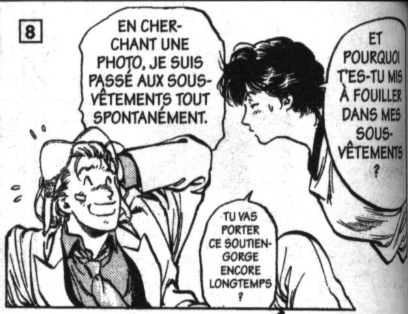 8
ET
POURQUOI
T'ES-TU MIS
À FOUILLER
DANS MES
SOUS-
VÊTEMENTS
?
EN CHER-
CHANT UNE
PHOTO, JE SUIS
PASSÉ AUX SOUS-
VÊTEMENTS TOUT
SPONTANÉMENT.
TU VAS
PORTER
CE SOUTIEN-
GORGE
ENCORE
LONGTEMPS
?